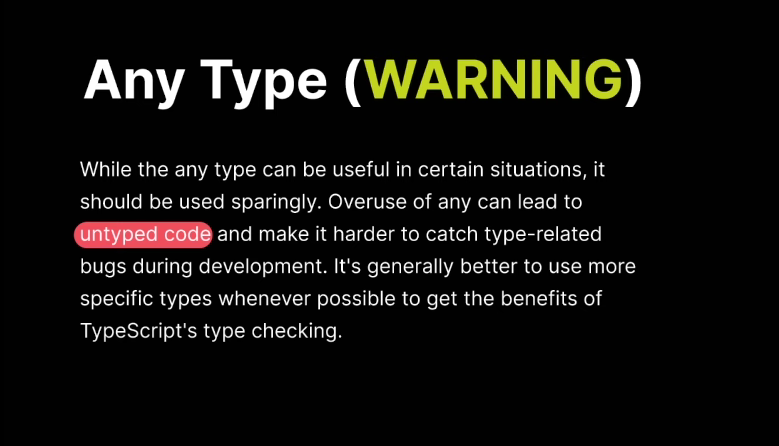 Any Type (WARNING)
While the any type can be useful in certain situations, it
should be used sparingly. Overuse of any can lead to
untyped code and make it harder to catch type-related
bugs during development. It's generally better to use more
specific types whenever possible to get the benefits of
TypeScript's type checking.